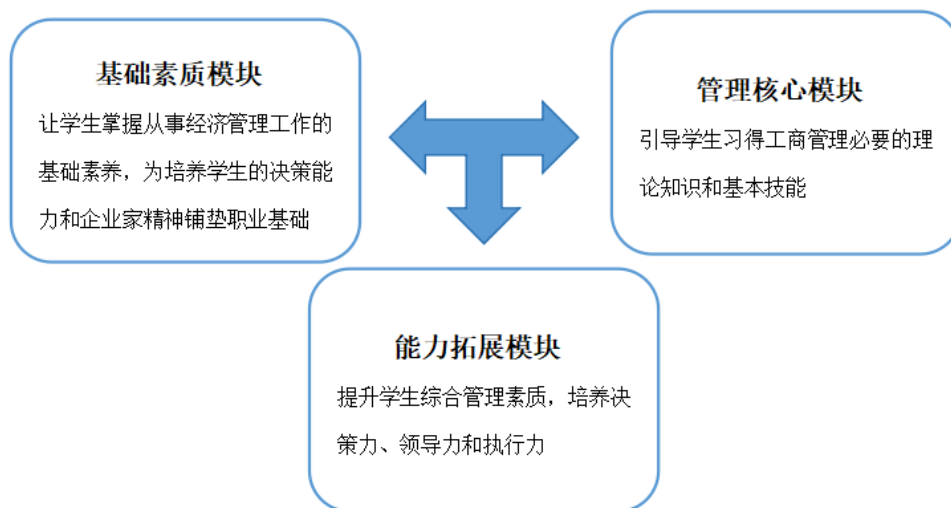 基础素质模块
让学生掌握从事经济管理工作的
基础素养，为培养学生的决策能
力和企业家精神铺垫职业基础
管理核心模块
引导学生习得工商管理必要的理
论知识和基本技能
能力拓展模块
提升学生综合管理素质，培养决
策力、领导力和执行力